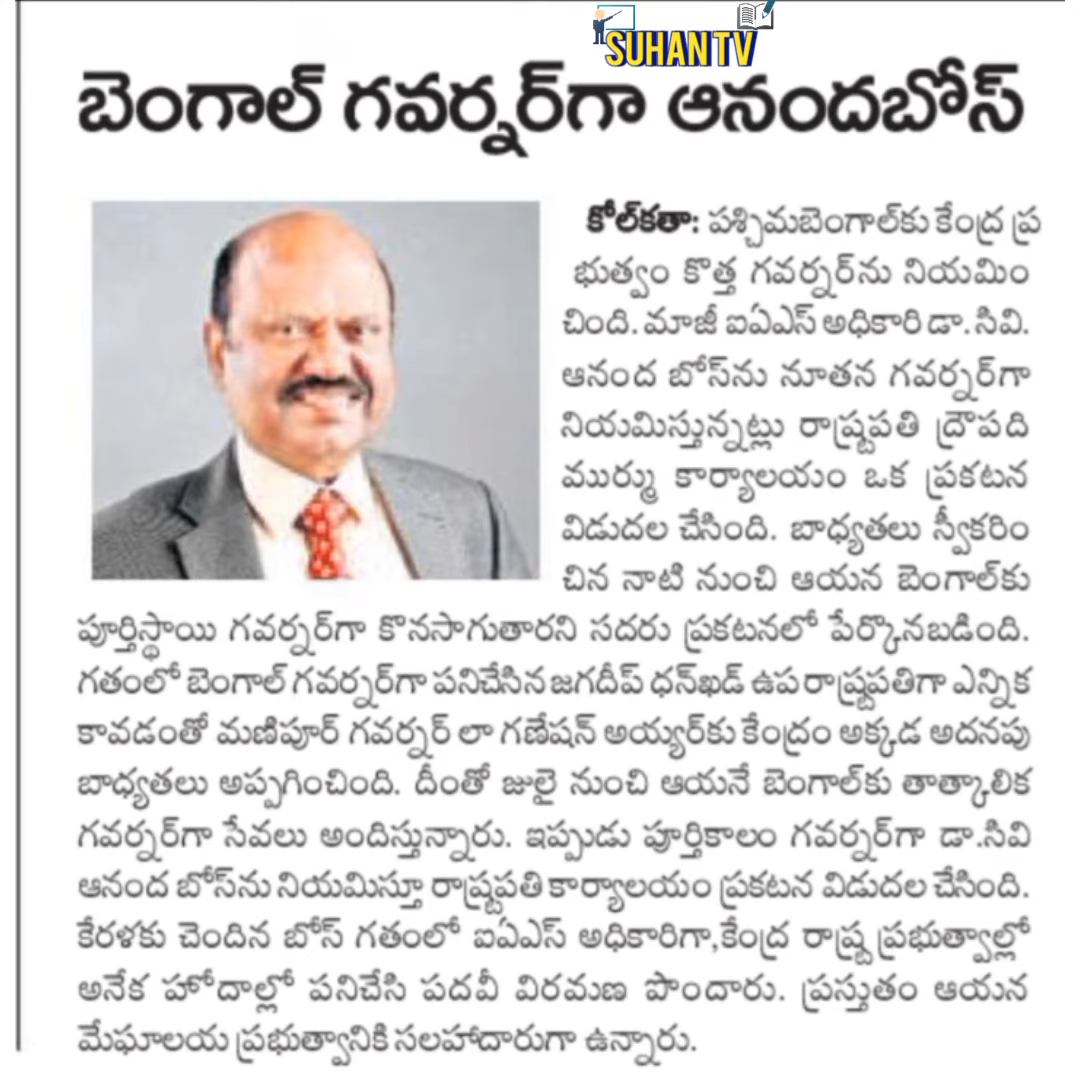 SUHAN TV
బెంగాల్ గవర్నర్‌గా ఆనందబోస్
కోల్‌కతా: పశ్చిమబెంగాల్‌కు కేంద్ర ప్ర
భుత్వం కొత్త గవర్నర్‌ను నియమిం
చింది. మాజీ ఐఏఎస్ అధికారి డా. సివి.
ఆనంద బోస్‌ను నూతన గవర్నర్‌గా
నియమిస్తున్నట్లు రాష్ట్రపతి ద్రౌపది
ముర్ము కార్యాలయం ఒక ప్రకటన
విడుదల చేసింది. బాధ్యతలు స్వీకరిం
చిన నాటి నుంచి ఆయన బెంగాల్‌కు
పూర్తిస్థాయి గవర్నర్‌గా కొనసాగుతారని సదరు ప్రకటనలో పేర్కొనబడింది.
గతంలో బెంగాల్ గవర్నర్‌గా పనిచేసిన జగదీప్ ధన్‌ఖడ్ ఉప రాష్ట్రపతిగా ఎన్నిక
కావడంతో మణిపూర్ గవర్నర్ లా గణేషన్ అయ్యర్‌కు కేంద్రం అక్కడ అదనపు
బాధ్యతలు అప్పగించింది. దీంతో జులై నుంచి ఆయనే బెంగాల్‌కు తాత్కాలిక
గవర్నర్‌గా సేవలు అందిస్తున్నారు. ఇప్పుడు పూర్తికాలం గవర్నర్‌గా డా.సివి
ఆనంద బోస్‌ను నియమిస్తూ రాష్ట్రపతి కార్యాలయం ప్రకటన విడుదల చేసింది.
కేరళకు చెందిన బోస్ గతంలో ఐఏఎస్ అధికారిగా,కేంద్ర రాష్ట్ర ప్రభుత్వాల్లో
అనేక హోదాల్లో పనిచేసి పదవీ విరమణ పొందారు. ప్రస్తుతం ఆయన
మేఘాలయ ప్రభుత్వానికి సలహాదారుగా ఉన్నారు.